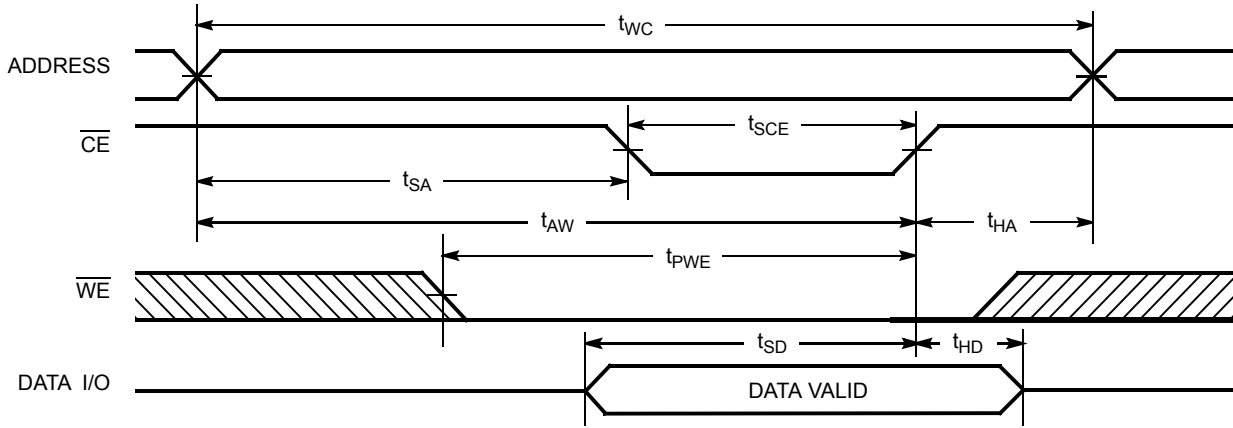 tWC
ADDRESS
CE
tSCE
tSA
tAW
tHA
tPWE
WE
tSD
tHD
DATA I/O
DATA VALID